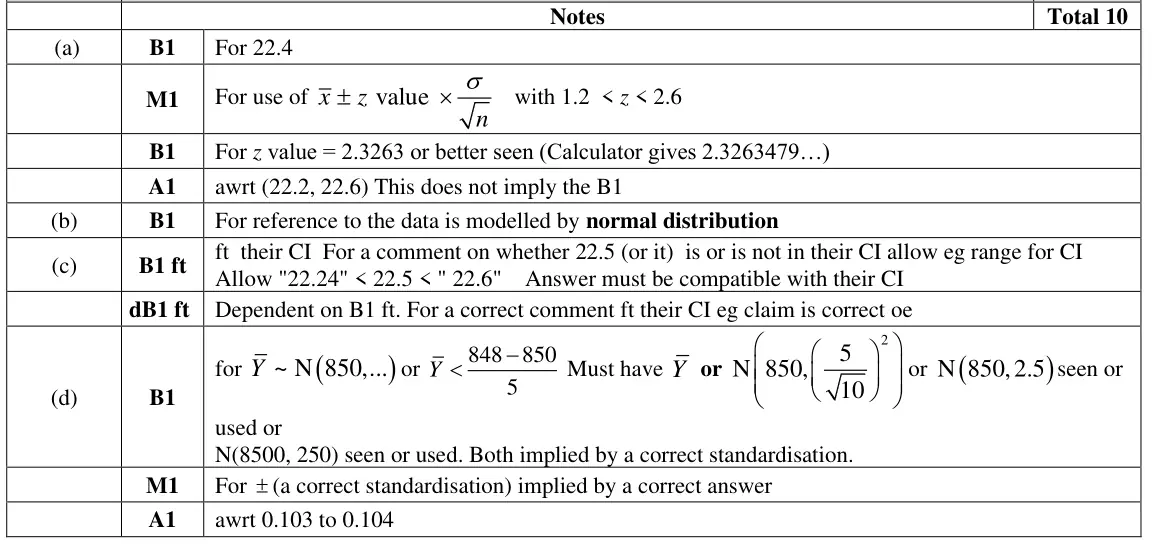 Notes Total 10
(a) B1 For 22.4
M1 For use of x̅ ± z value × σ/√n with 1.2 < z < 2.6
B1 For z value = 2.3263 or better seen (Calculator gives 2.3263479…)
A1 awrt (22.2, 22.6) This does not imply the B1
(b) B1 For reference to the data is modelled by normal distribution
(c) B1 ft ft their CI For a comment on whether 22.5 (or it) is or is not in their CI allow eg range for CI
Allow "22.24" < 22.5 < " 22.6" Answer must be compatible with their CI
dB1 ft Dependent on B1 ft. For a correct comment ft their CI eg claim is correct oe
(d) B1 for Y̅ ~ N(850,...) or Y̅ < (848 − 850)/5 Must have Y̅ or N(850, (5/√10)²) or N(850, 2.5) seen or
used or
N(8500, 250) seen or used. Both implied by a correct standardisation.
M1 For ± (a correct standardisation) implied by a correct answer
A1 awrt 0.103 to 0.104